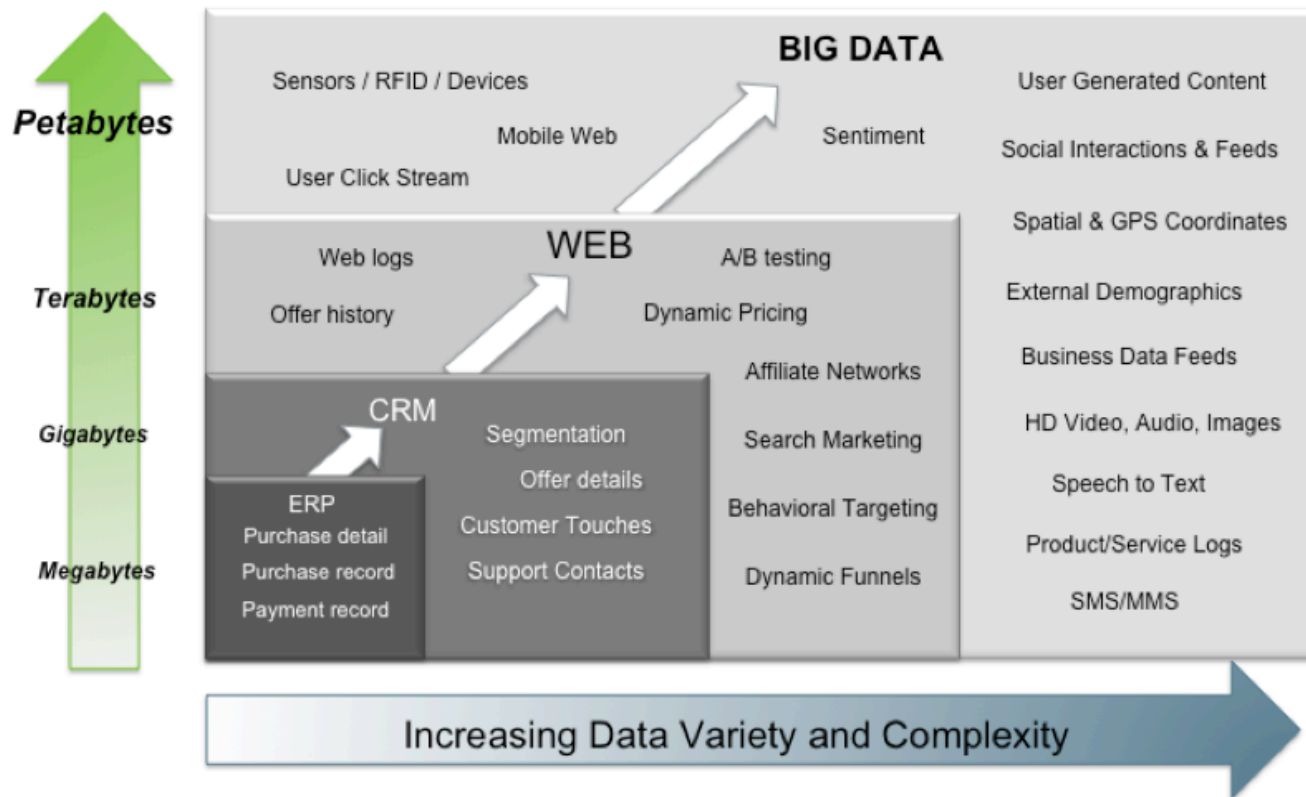 BIG DATA
Sensors / RFID / Devices
User Generated Content
Petabytes
Mobile Web
Sentiment
Social Interactions & Feeds
User Click Stream
Spatial & GPS Coordinates
WEB
Web logs
A/B testing
Terabytes
External Demographics
Offer history
Dynamic Pricing
Business Data Feeds
Affiliate Networks
CRM
HD Video, Audio, Images
Gigabytes
Segmentation
Search Marketing
Offer details
Speech to Text
ERP
Behavioral Targeting
Customer Touches
Purchase detail
Product/Service Logs
Megabytes
Purchase record
Support Contacts
Dynamic Funnels
SMS/MMS
Payment record
Increasing Data Variety and Complexity